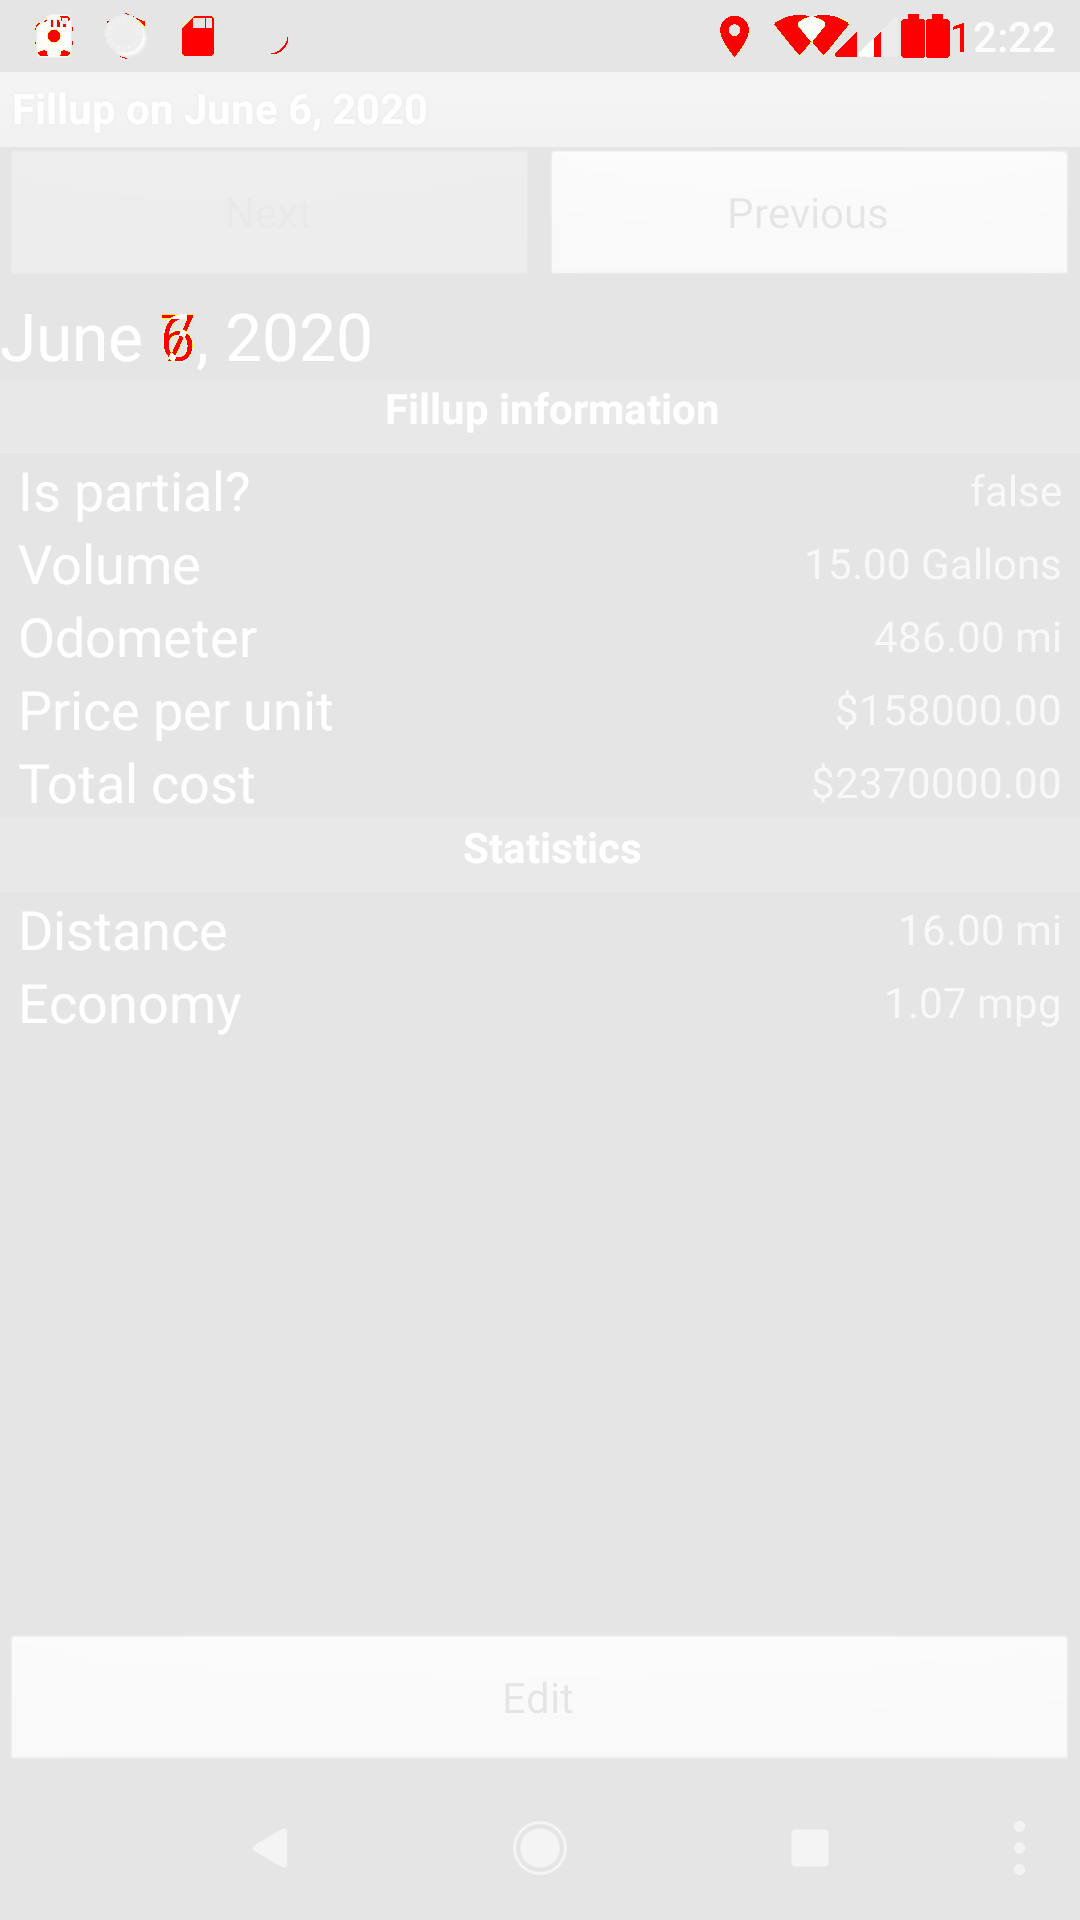 2:22
Fillup on June 6, 2020
Next
Previous
June , 2020
Fillup information
Is partial?
false
Volume
15.00 Gallons
Odometer
486.00 mi
Price per unit
$158000.00
Total cost
$2370000.00
Statistics
Distance
16.00 mi
Economy
1.07 mpg
Edit